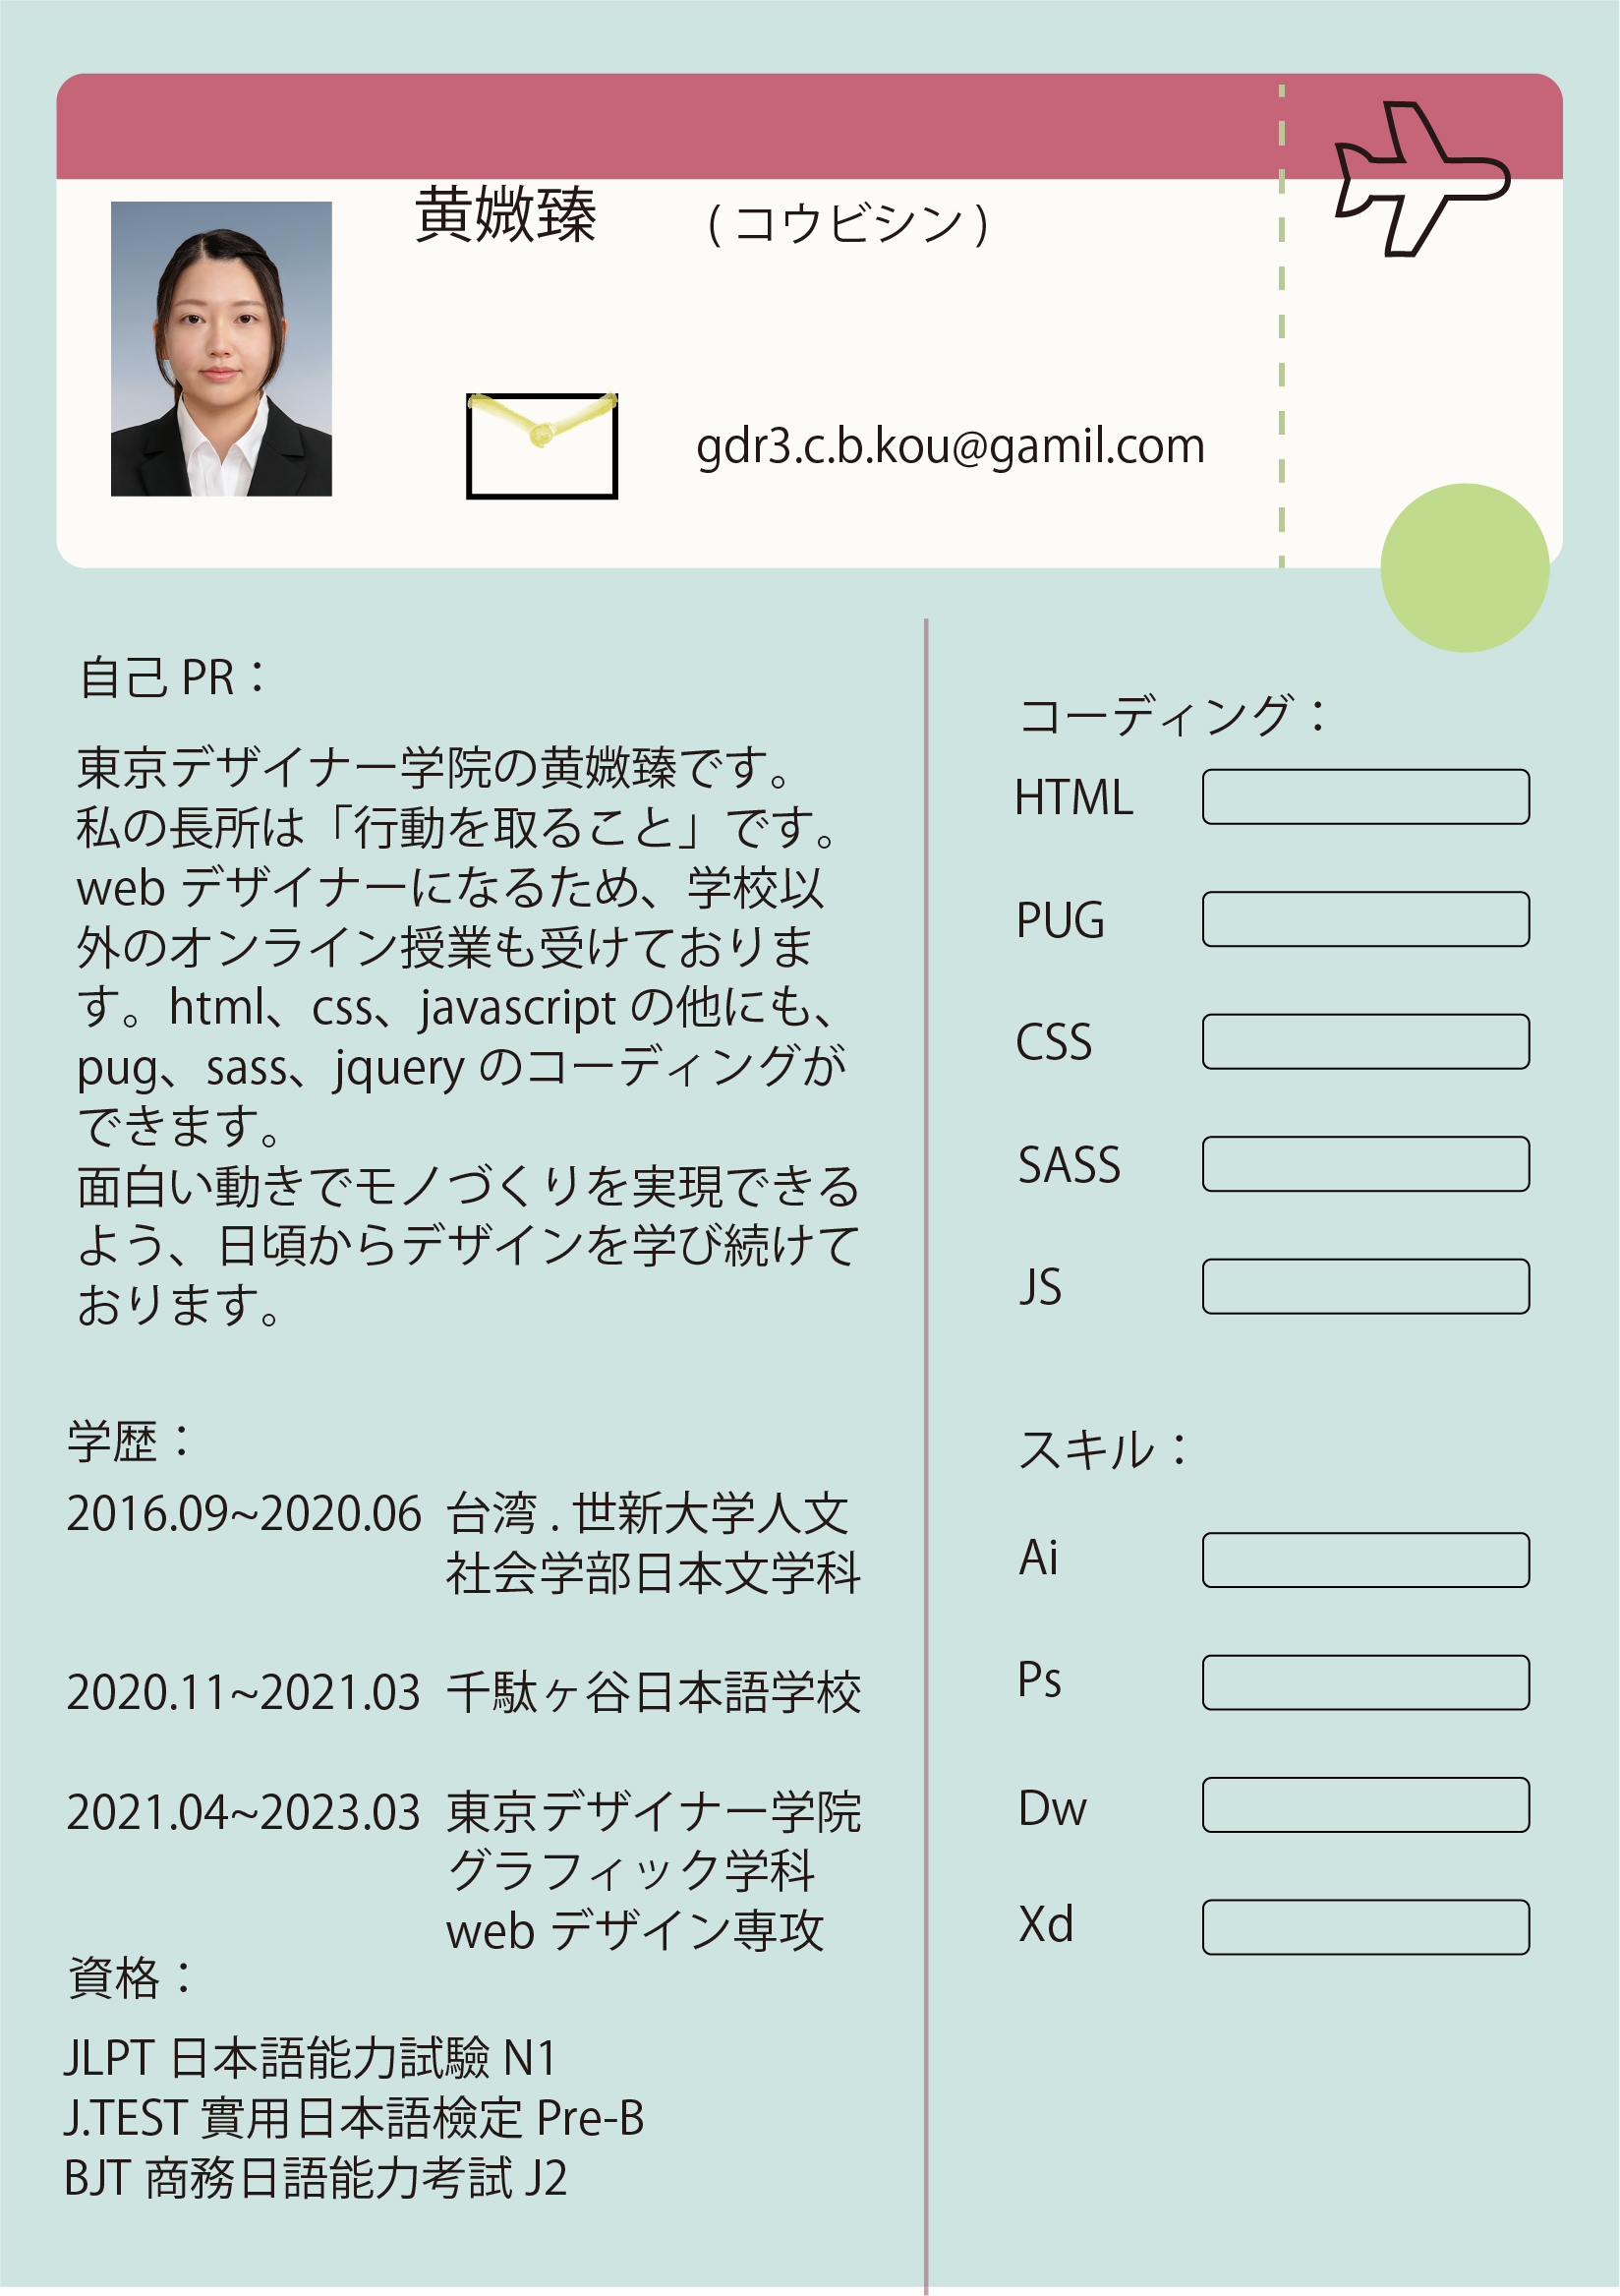 黄媺臻 ( コウビシン )
gdr3.c.b.kou@gamil.com
自己 PR：
東京デザイナー学院の黄媺臻です。
私の長所は「行動を取ること」です。
web デザイナーになるため、学校以
外のオンライン授業も受けておりま
す。html、css、javascript の他にも、
pug、sass、jquery のコーディングが
できます。
面白い動きでモノづくりを実現できる
よう、日頃からデザインを学び続けて
おります。
学歴：
2016.09~2020.06 台湾 . 世新大学人文
社会学部日本文学科
2020.11~2021.03 千駄ヶ谷日本語学校
2021.04~2023.03 東京デザイナー学院
グラフィック学科
web デザイン専攻
資格：
JLPT 日本語能力試驗 N1
J.TEST 實用日本語檢定 Pre-B
BJT 商務日語能力考試 J2
コーディング：
HTML
PUG
CSS
SASS
JS
スキル：
Ai
Ps
Dw
Xd